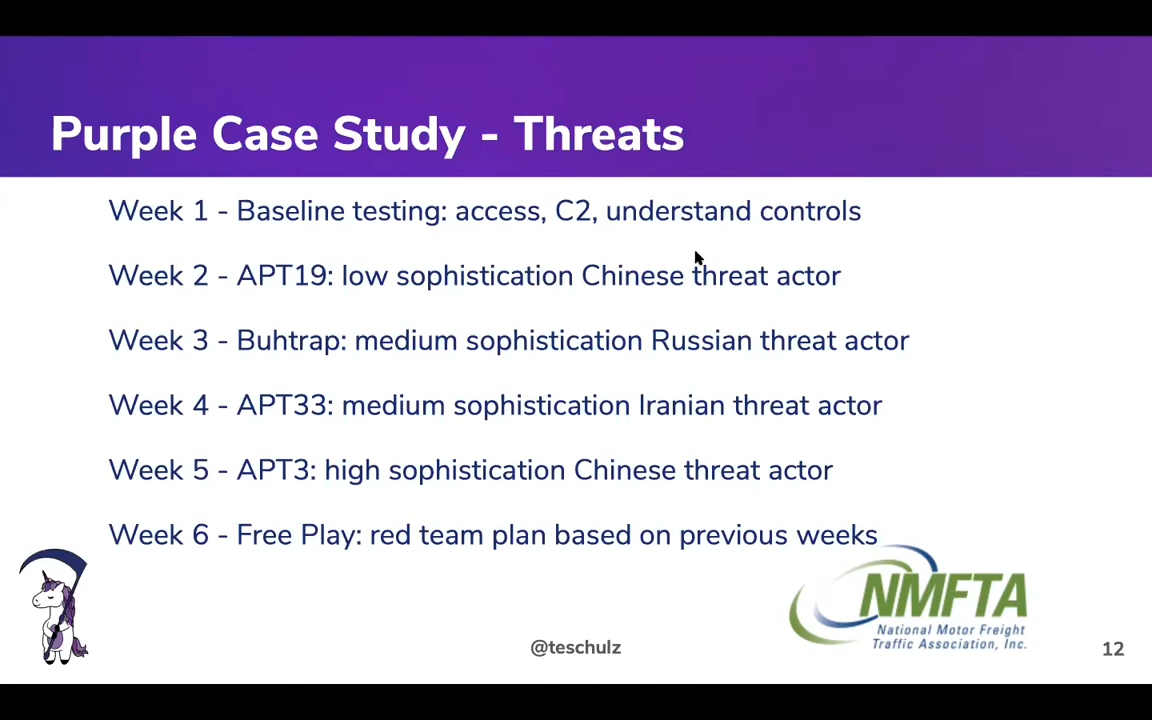 Purple Case Study - Threats
Week 1 - Baseline testing: access, C2, understand controls
Week 2 - APT19: low sophistication Chinese threat actor
Week 3 - Buhtrap: medium sophistication Russian threat actor
Week 4 - APT33: medium sophistication Iranian threat actor
Week 5 - APT3: high sophistication Chinese threat actor
Week 6 - Free Play: red team plan based on previous weeks
NMFTA
National Motor Freight
Traffic Association, Inc.
@teschulz
12